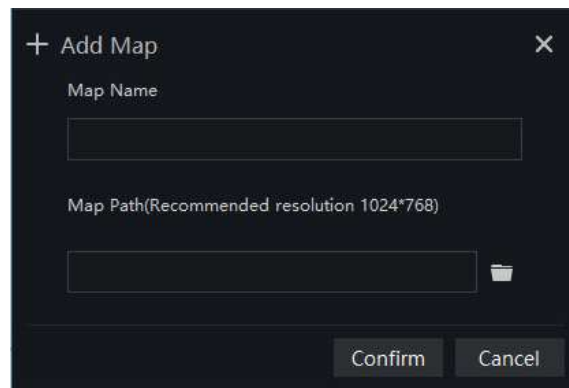 Add Map
Map Name
Map Path(Recommended resolution 1024*768)
Confirm Cancel